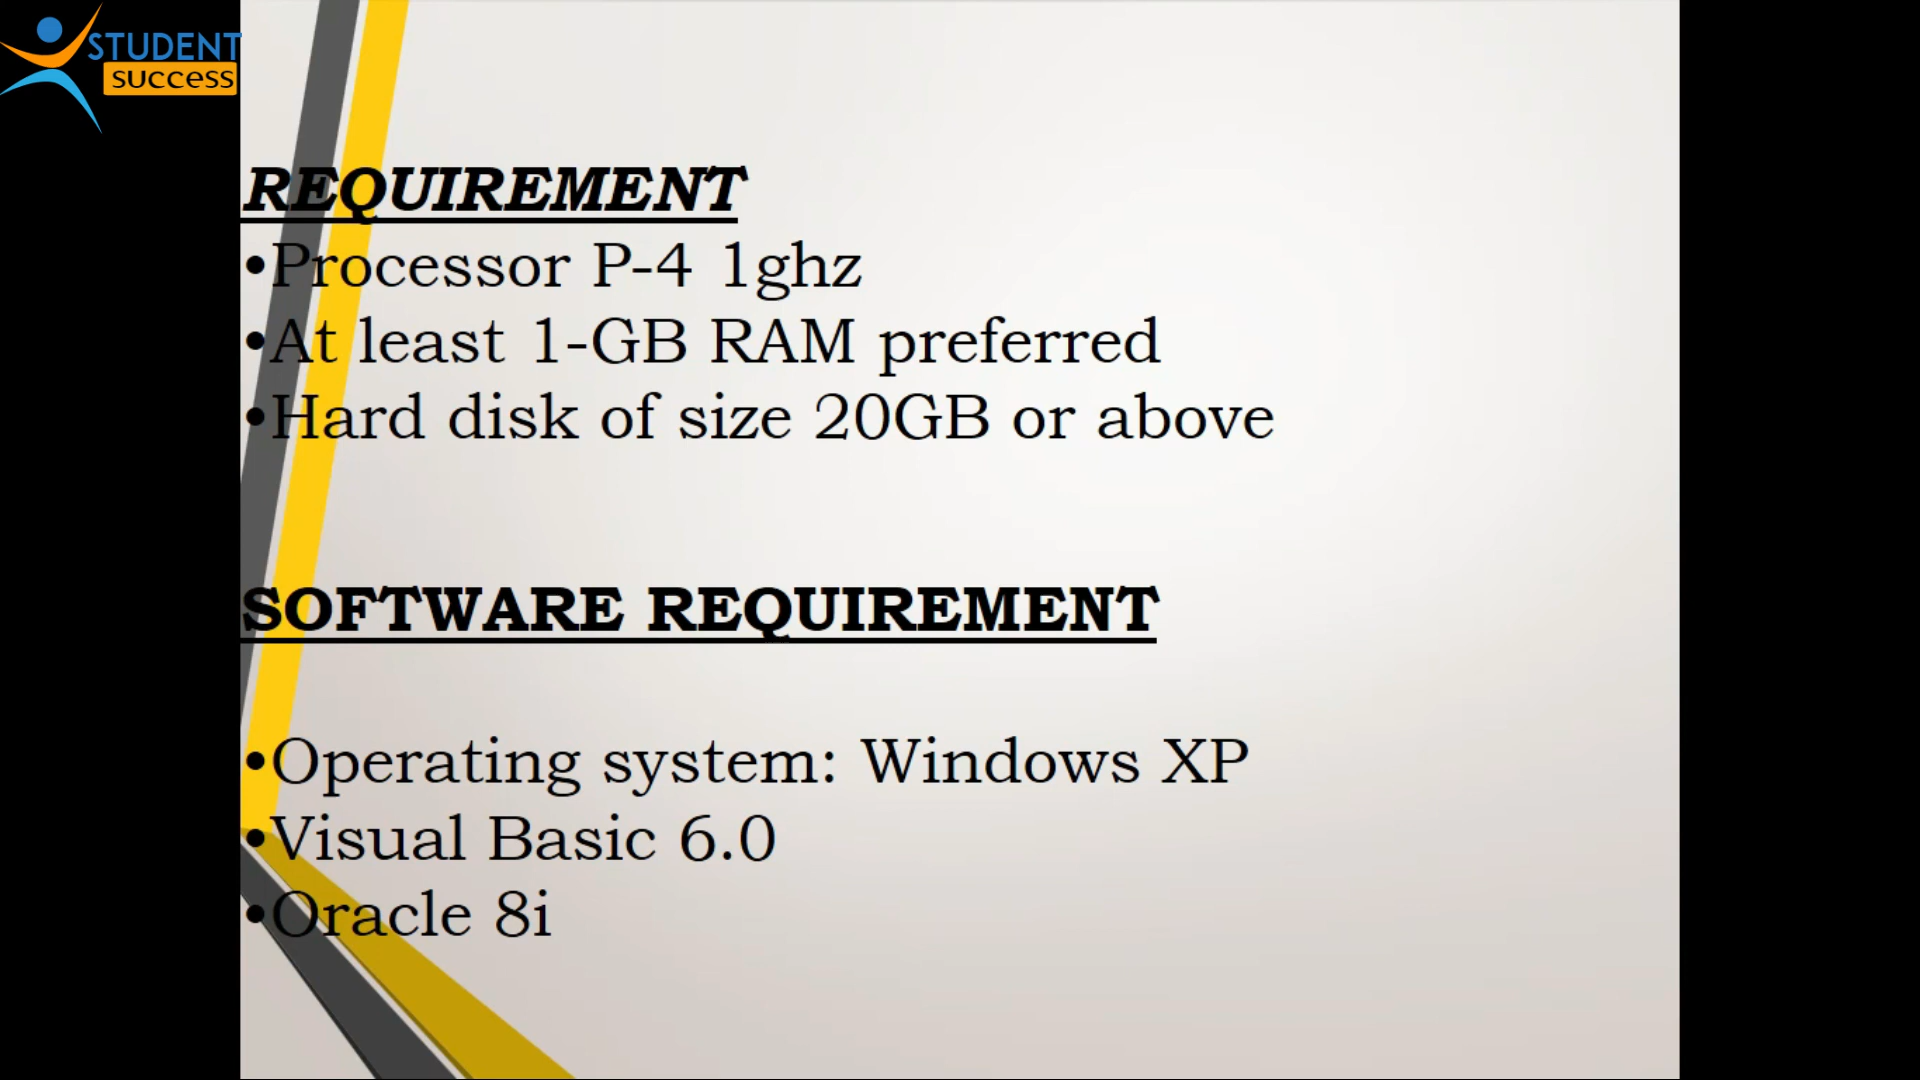 STUDENT
success
REQUIREMENT
•Processor P-4 1ghz
•At least 1-GB RAM preferred
•Hard disk of size 20GB or above
SOFTWARE REQUIREMENT
•Operating system: Windows XP
•Visual Basic 6.0
•Oracle 8i